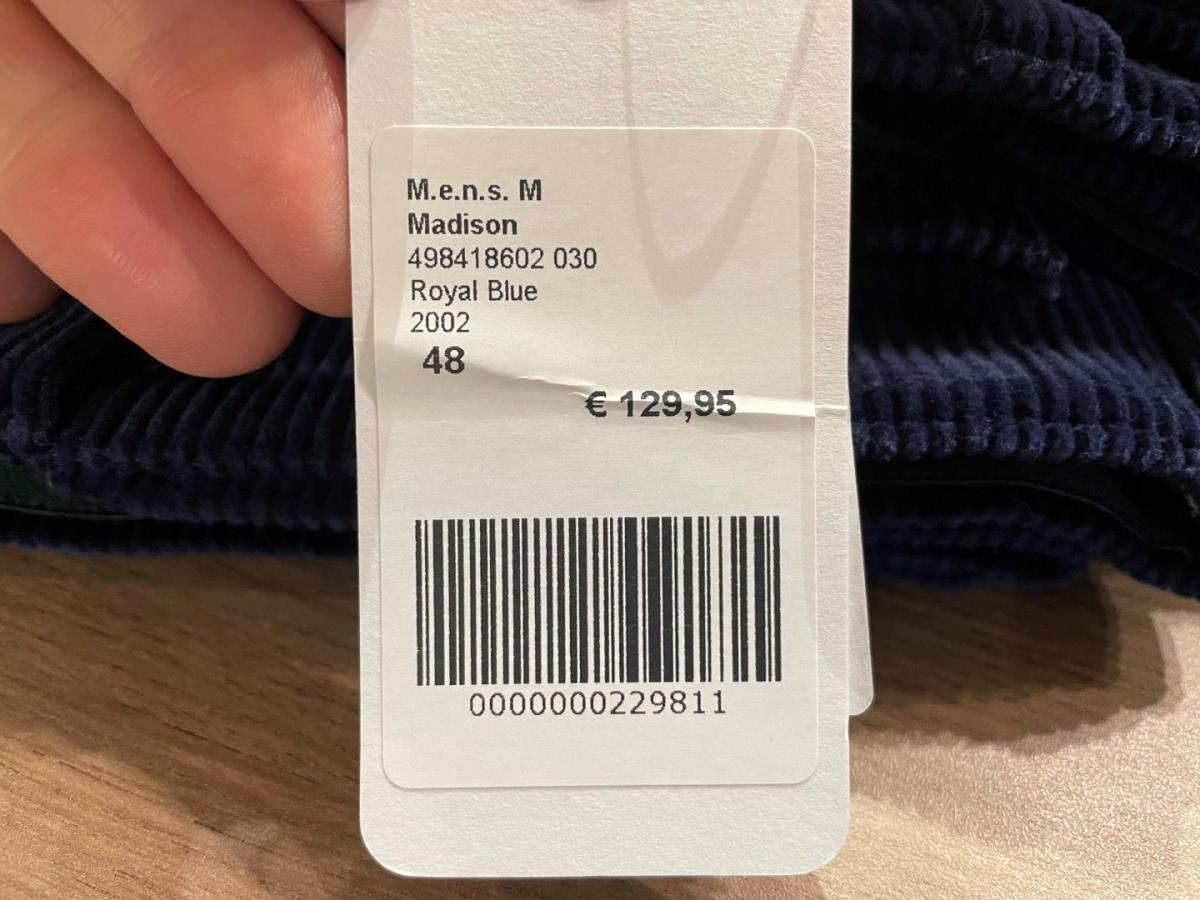 M.e.n.s. M
Madison
498418602 030
Royal Blue
2002
48
€ 129,95
0000000229811